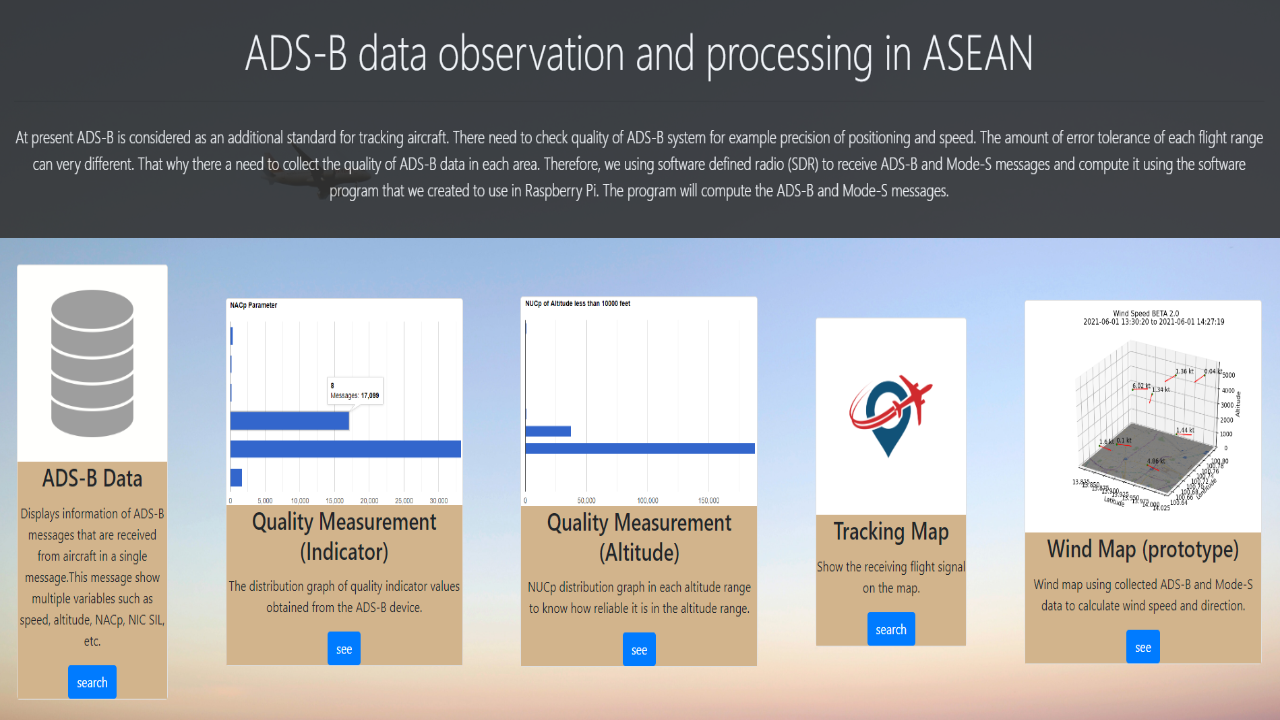 ADS-B data observation and processing in ASEAN
At present ADS-B is considered as an additional standard for tracking aircraft. There need to check quality of ADS-B system for example precision of positioning and speed. The amount of error tolerance of each flight range
can very different. That why there a need to collect the quality of ADS-B data in each area. Therefore, we using software defined radio (SDR) to receive ADS-B and Mode-S messages and compute it using the software
program that we created to use in Raspberry Pi. The program will compute the ADS-B and Mode-S messages.
ADS-B Data
Displays information of ADS-B
messages that are received
from aircraft in a single
message.This message show
multiple variables such as
speed, altitude, NACp, NIC SIL,
etc.
search
NACp Parameter
8
Messages: 17,099
0 5,000 10,000 15,000 20,000 25,000 30,000
Quality Measurement
(Indicator)
The distribution graph of quality indicator values
obtained from the ADS-B device.
see
NUCp of Altitude less than 10000 feet
0 50,000 100,000 150,000
Quality Measurement
(Altitude)
NUCp distribution graph in each altitude range
to know how reliable it is in the altitude range.
see
Tracking Map
Show the receiving flight signal
on the map.
search
Wind Speed BETA 2.0
2021-06-01 13:30:20 to 2021-06-01 14:27:19
1.36 kt
6.02 kt
1.34 kt
1.44 kt
0.1 kt
4.96 kt
5000
4000
3000
2000
1000
0
Altitude
Wind Map (prototype)
Wind map using collected ADS-B and Mode-S
data to calculate wind speed and direction.
see